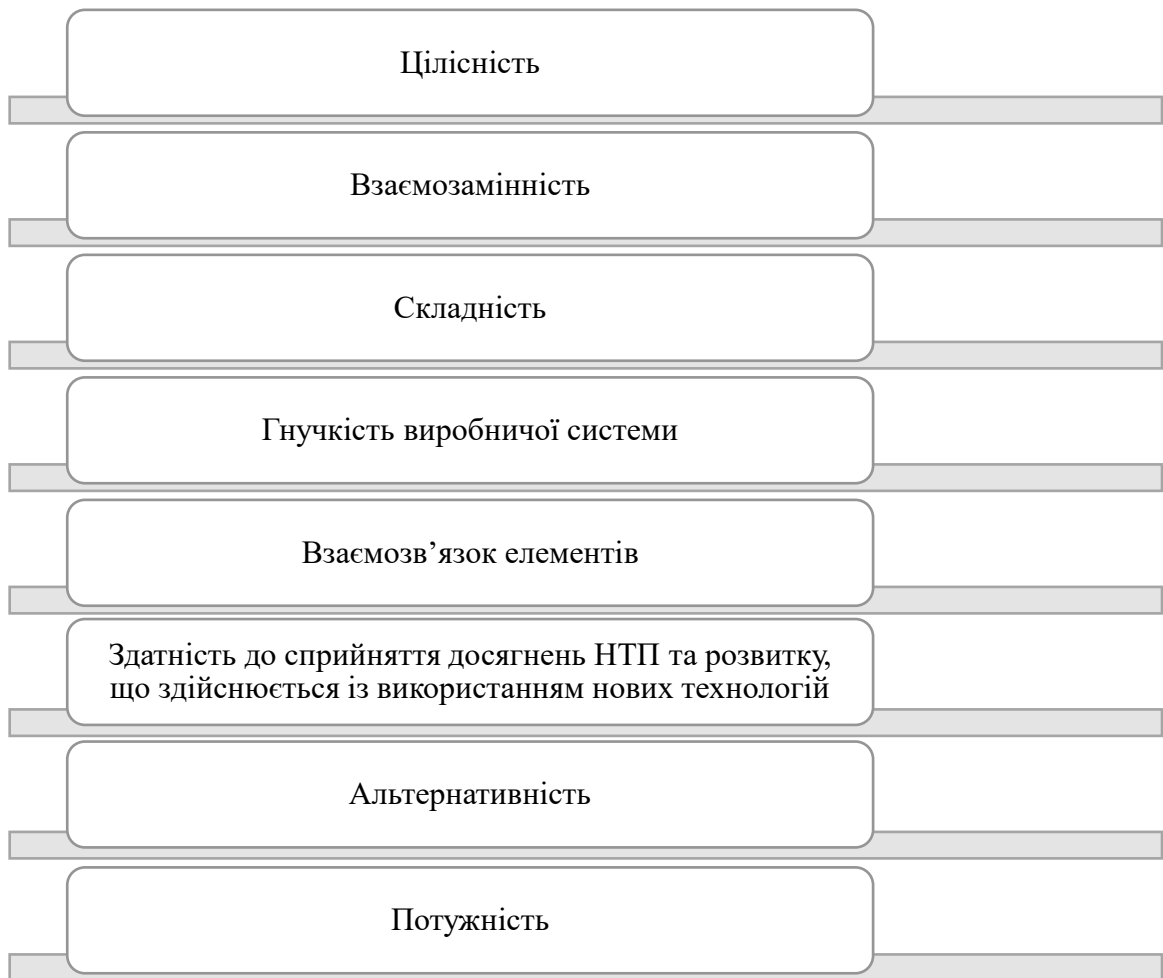 Цілісність
Взаємозамінність
Складність
Гнучкість виробничої системи
Взаємозв’язок елементів
Здатність до сприйняття досягнень НТП та розвитку,
що здійснюється із використанням нових технологій
Альтернативність
Потужність